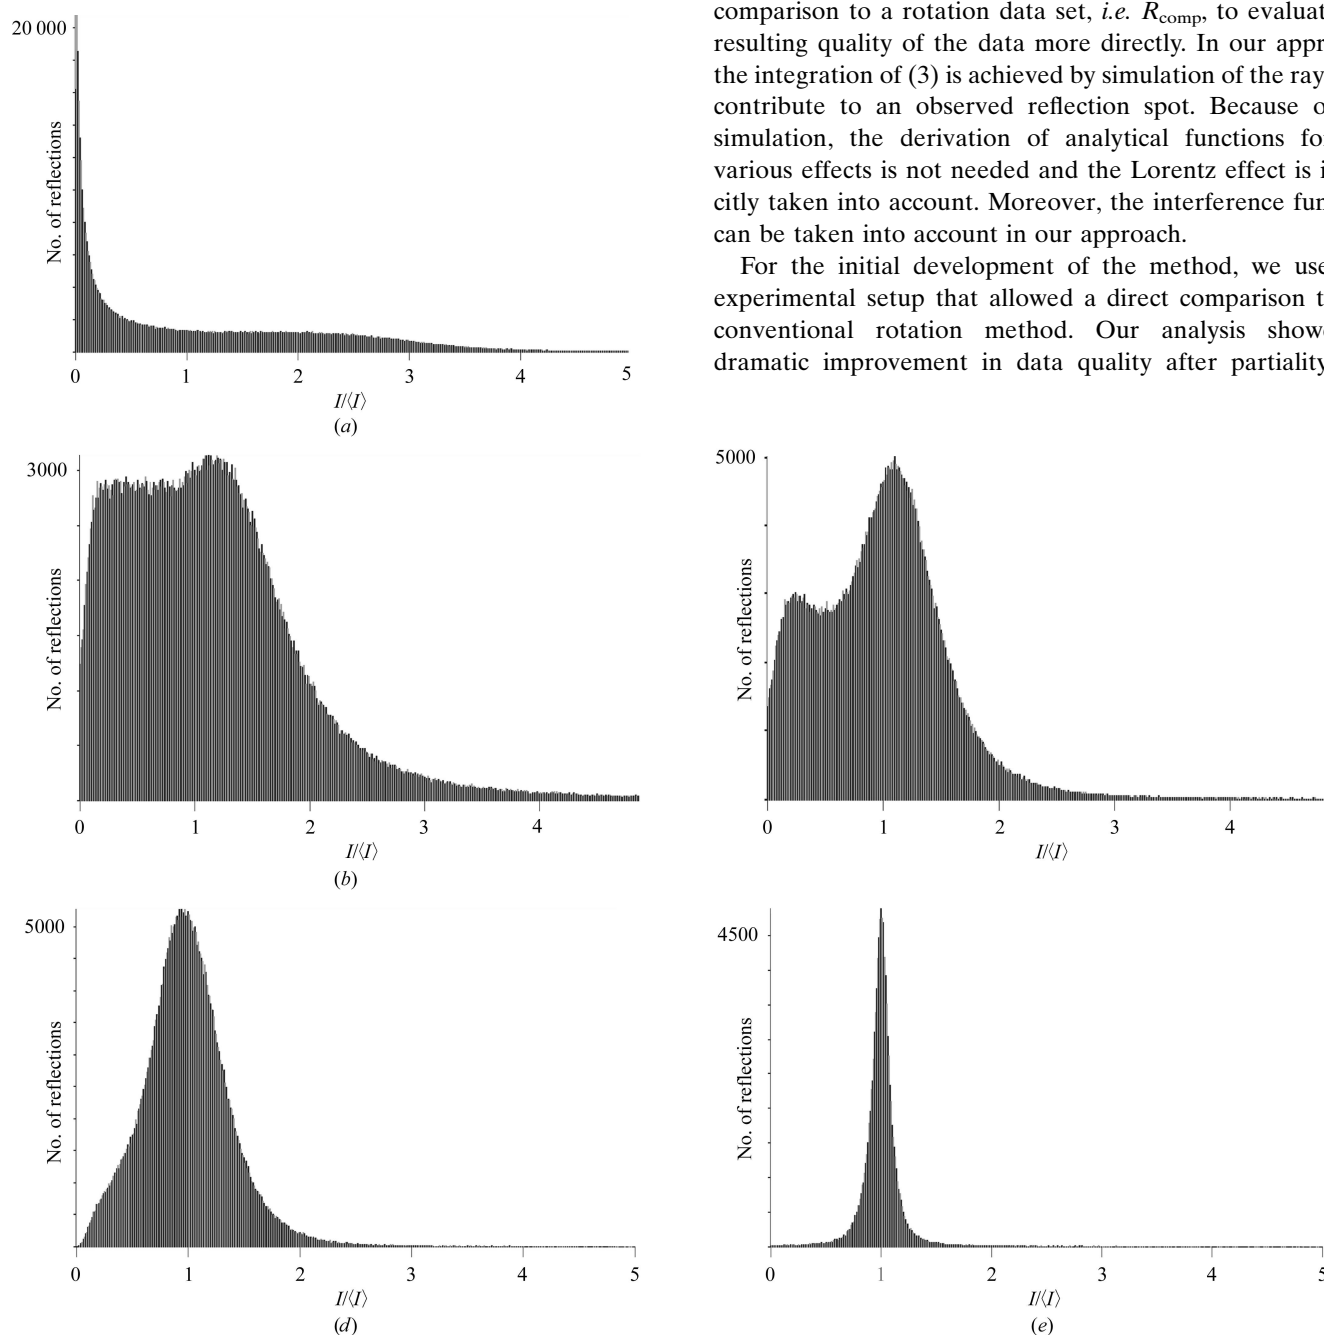 20 000
No. of reflections
0 1 2 3 4 5
I/⟨I⟩
(a)
comparison to a rotation data set, i.e. Rcomp, to evaluat
resulting quality of the data more directly. In our appr
the integration of (3) is achieved by simulation of the ray
contribute to an observed reflection spot. Because o
simulation, the derivation of analytical functions fo
various effects is not needed and the Lorentz effect is i
citly taken into account. Moreover, the interference fun
can be taken into account in our approach.
For the initial development of the method, we use
experimental setup that allowed a direct comparison t
conventional rotation method. Our analysis showe
dramatic improvement in data quality after partiality
3000
No. of reflections
0 1 2 3 4
I/⟨I⟩
(b)
5000
No. of reflections
0 1 2 3 4
I/⟨I⟩
5000
No. of reflections
0 1 2 3 4 5
I/⟨I⟩
(d)
4500
No. of reflections
0 1 2 3 4 5
I/⟨I⟩
(e)